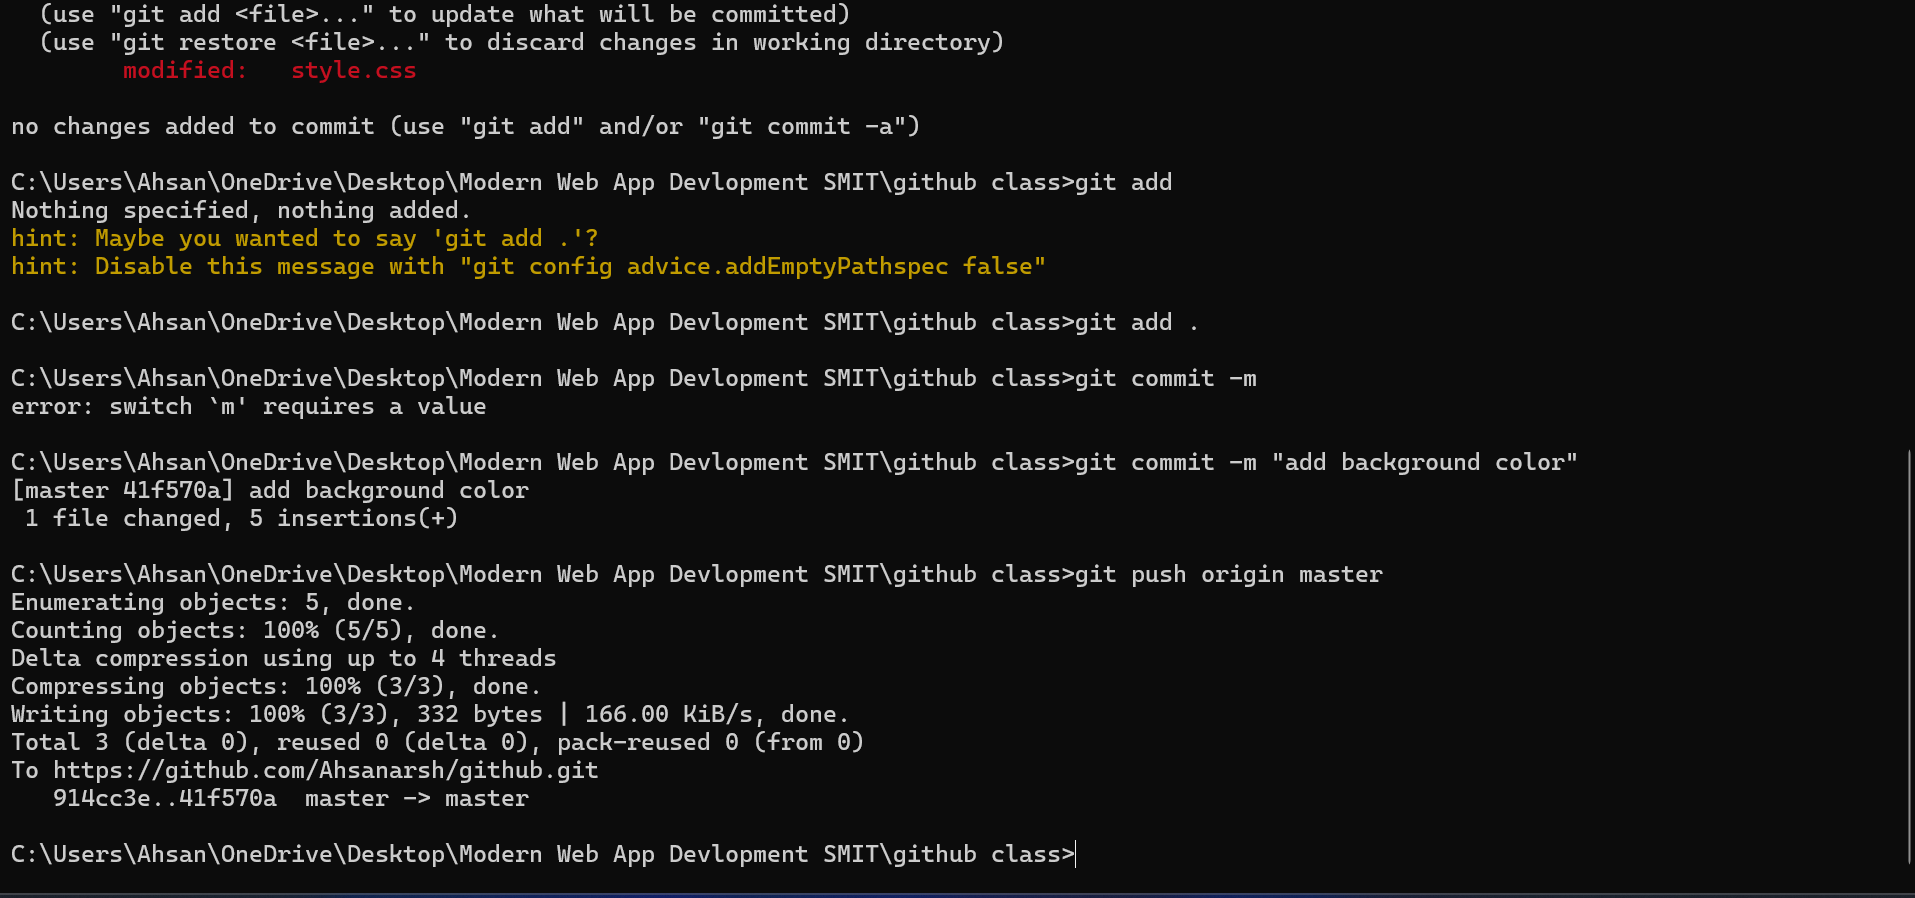 (use "git add <file>..." to update what will be committed)
(use "git restore <file>..." to discard changes in working directory)
modified:   style.css
no changes added to commit (use "git add" and/or "git commit -a")
C:\Users\Ahsan\OneDrive\Desktop\Modern Web App Devlopment SMIT\github class>git add
Nothing specified, nothing added.
hint: Maybe you wanted to say 'git add .'?
hint: Disable this message with "git config advice.addEmptyPathspec false"
C:\Users\Ahsan\OneDrive\Desktop\Modern Web App Devlopment SMIT\github class>git add .
C:\Users\Ahsan\OneDrive\Desktop\Modern Web App Devlopment SMIT\github class>git commit -m
error: switch `m' requires a value
C:\Users\Ahsan\OneDrive\Desktop\Modern Web App Devlopment SMIT\github class>git commit -m "add background color"
[master 41f570a] add background color
1 file changed, 5 insertions(+)
C:\Users\Ahsan\OneDrive\Desktop\Modern Web App Devlopment SMIT\github class>git push origin master
Enumerating objects: 5, done.
Counting objects: 100% (5/5), done.
Delta compression using up to 4 threads
Compressing objects: 100% (3/3), done.
Writing objects: 100% (3/3), 332 bytes | 166.00 KiB/s, done.
Total 3 (delta 0), reused 0 (delta 0), pack-reused 0 (from 0)
To https://github.com/Ahsanarsh/github.git
914cc3e..41f570a  master -> master
C:\Users\Ahsan\OneDrive\Desktop\Modern Web App Devlopment SMIT\github class>